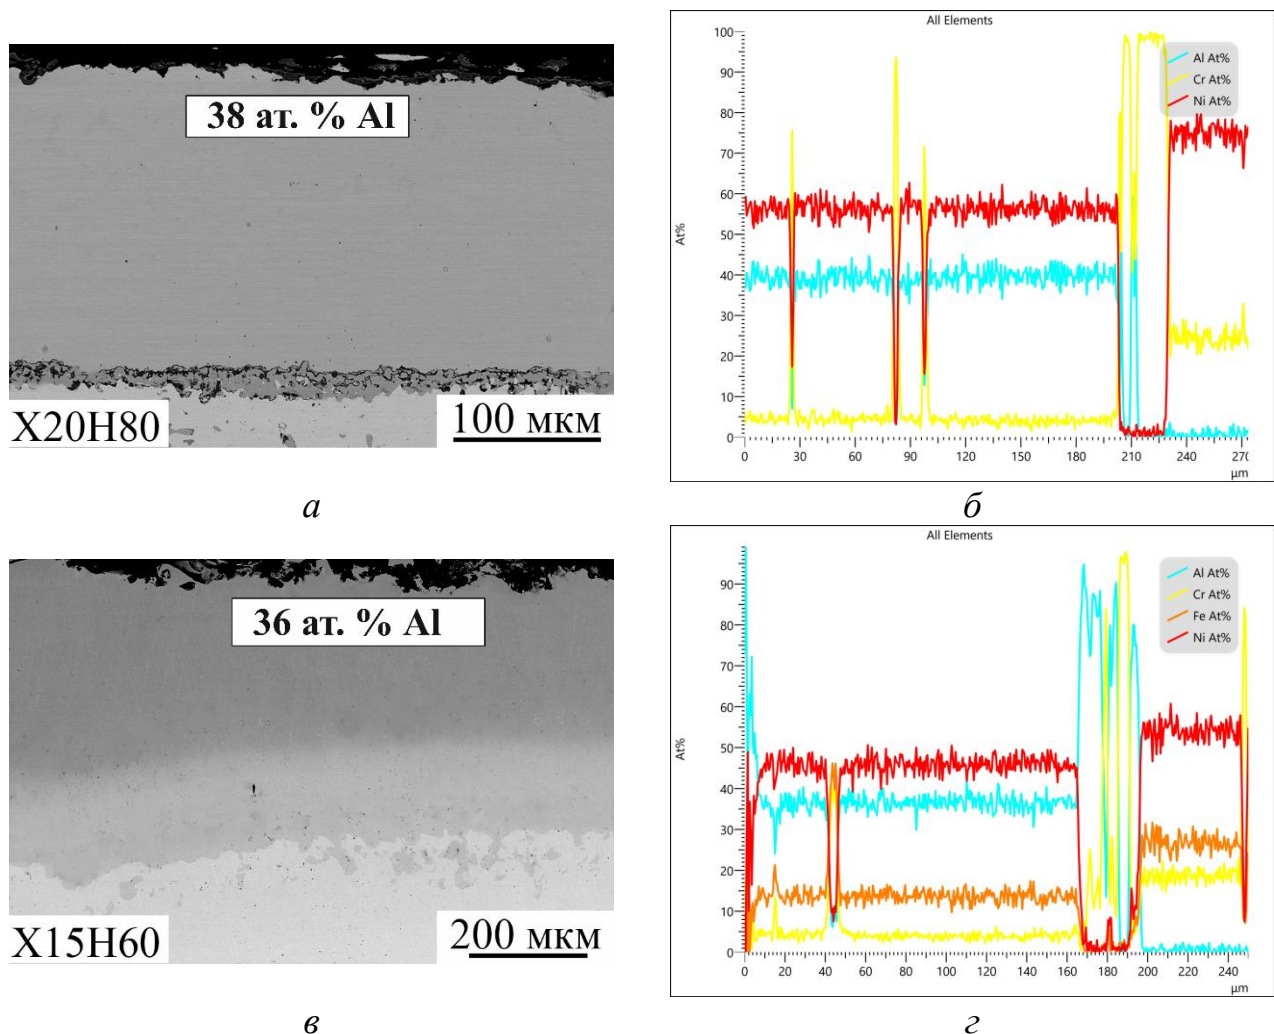 38 ат. % Al
Х20Н80
100 мкм
а
All Elements
At%
100
90
80
70
60
50
40
30
20
10
0
0 30 60 90 120 150 180 210 240 270
µm
Al At%
Cr At%
Ni At%
б
36 ат. % Al
Х15Н60
200 мкм
в
All Elements
At%
90
80
70
60
50
40
30
20
10
0
0 20 40 60 80 100 120 140 160 180 200 220 240
µm
Al At%
Cr At%
Fe At%
Ni At%
г